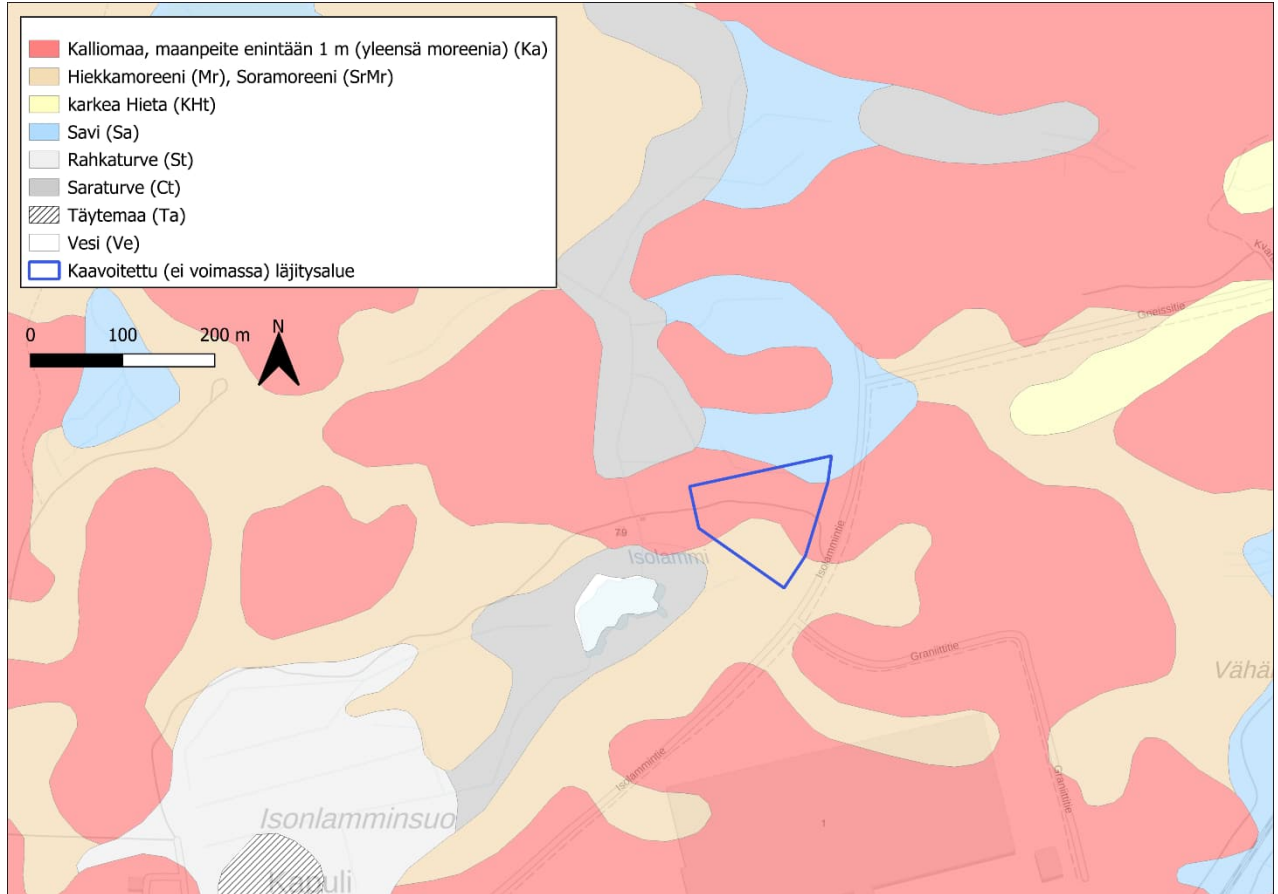 Kalliomaa, maanpeite enintään 1 m (yleensä moreenia) (Ka)
Hiekkamoreeni (Mr), Soramoreeni (SrMr)
karkea Hieta (KHt)
Savi (Sa)
Rahkaturve (St)
Saraturve (Ct)
Täytemaa (Ta)
Vesi (Ve)
Kaavoitettu (ei voimassa) läjitysalue
0 100 200 m
N
Gneissitie
79
Isolammi
Isolammintie
Graniittitie
Isolammintie
Graniittitie
Isonlamminsuo
Kapuli
1